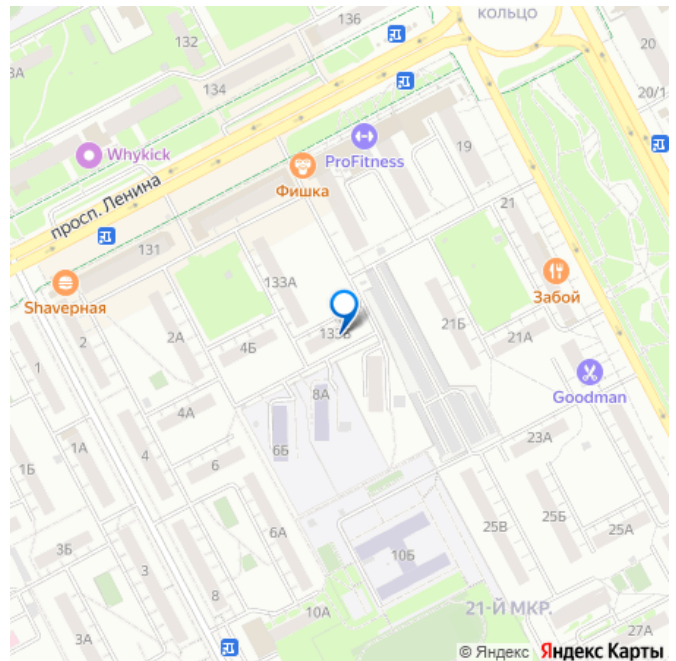 136
КОЛЬЦО
132
20
3А
134
20/1
Whykick
ProFitness
19
Фишка
просп. Ленина
21
131
133А
Забой
Shaverная
21Б
2А
133Б
21А
2
4Б
1
8А
Goodman
4А
23А
1А
4
6Б
1Б
6
25В
25Б
25А
6А
3Б
10Б
3
8
21-Й МКР.
10А
27А
3А
© Яндекс Яндекс Карты